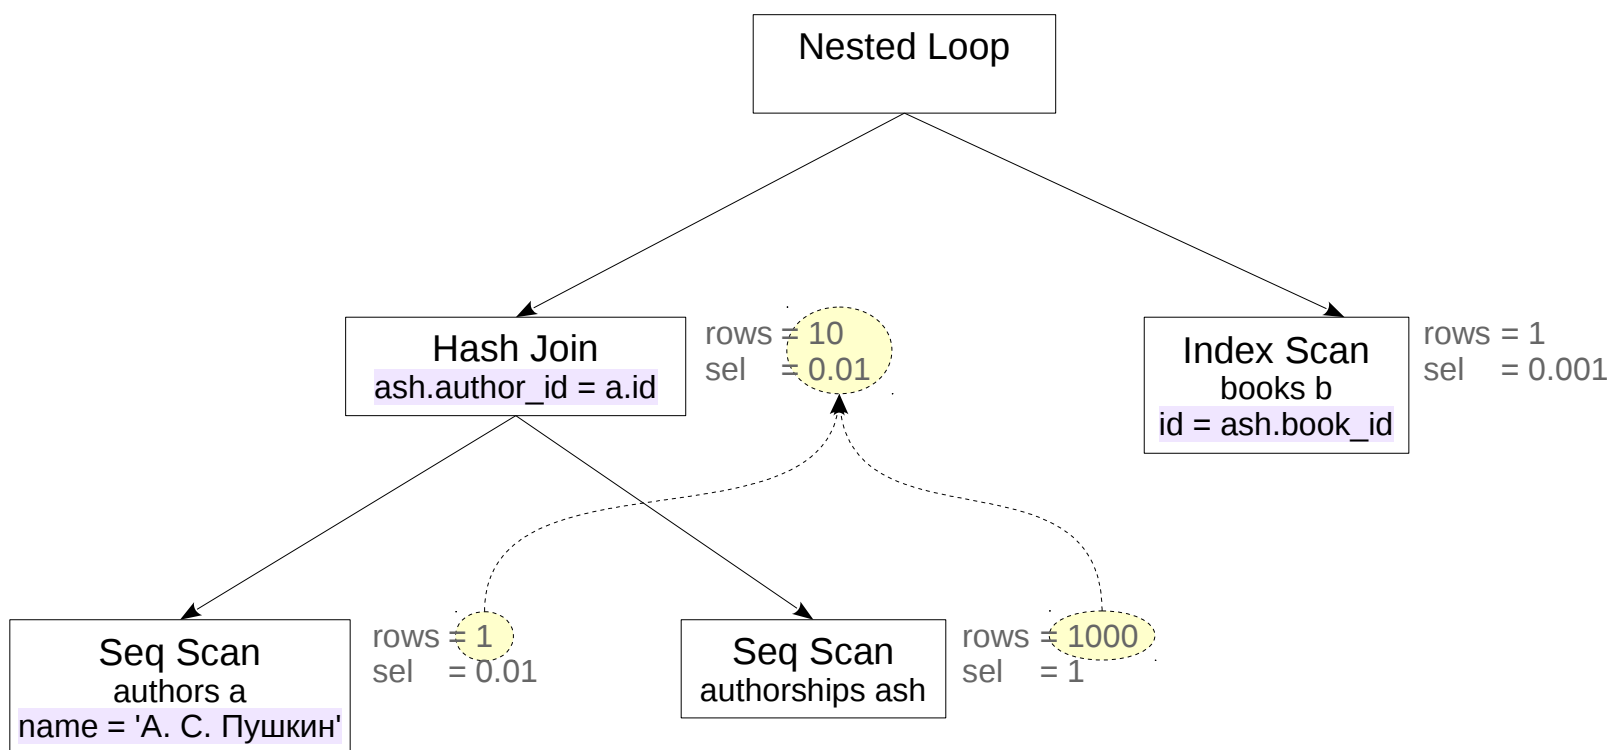 Nested Loop
Hash Join
ash.author_id = a.id
rows = 10
sel = 0.01
Index Scan
books b
id = ash.book_id
rows = 1
sel = 0.001
Seq Scan
authors a
name = 'А. С. Пушкин'
rows = 1
sel = 0.01
Seq Scan
authorships ash
rows = 1000
sel = 1